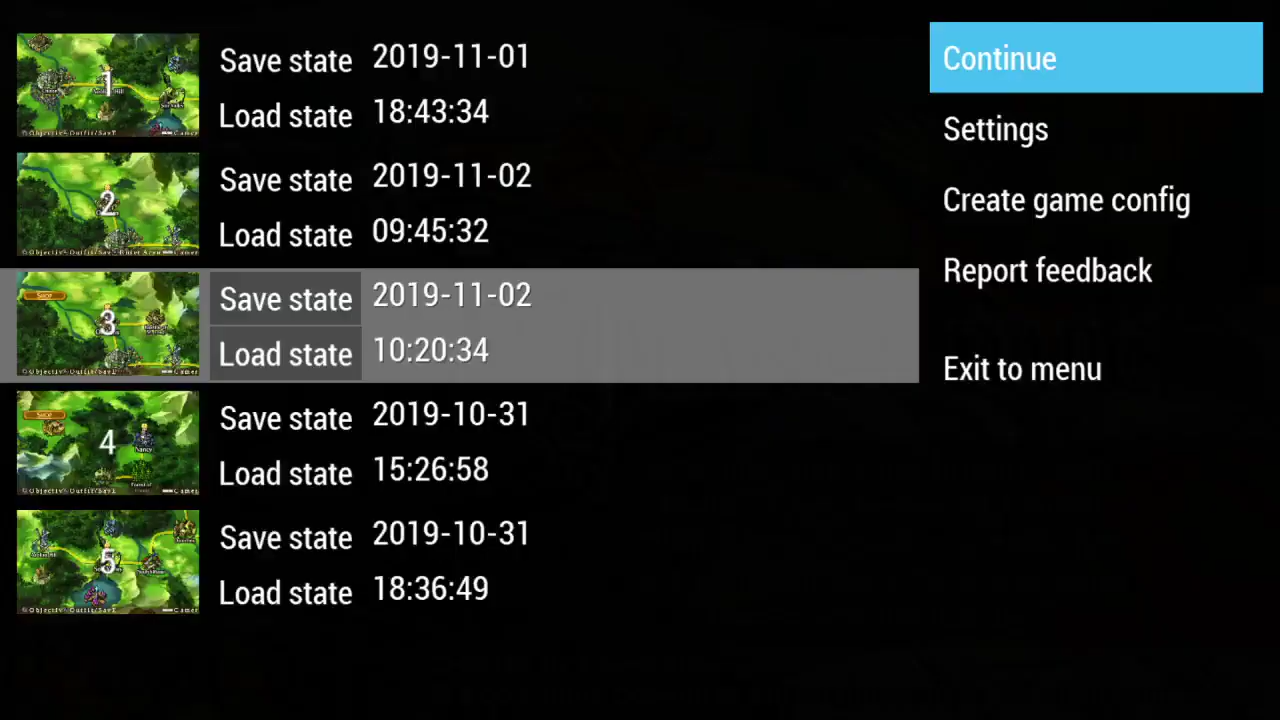 1
Save state 2019-11-01
Load state 18:43:34
2
Save state 2019-11-02
Load state 09:45:32
3
Save state 2019-11-02
Load state 10:20:34
4
Nancy
Save state 2019-10-31
Load state 15:26:58
5
Save state 2019-10-31
Load state 18:36:49
Continue
Settings
Create game config
Report feedback
Exit to menu